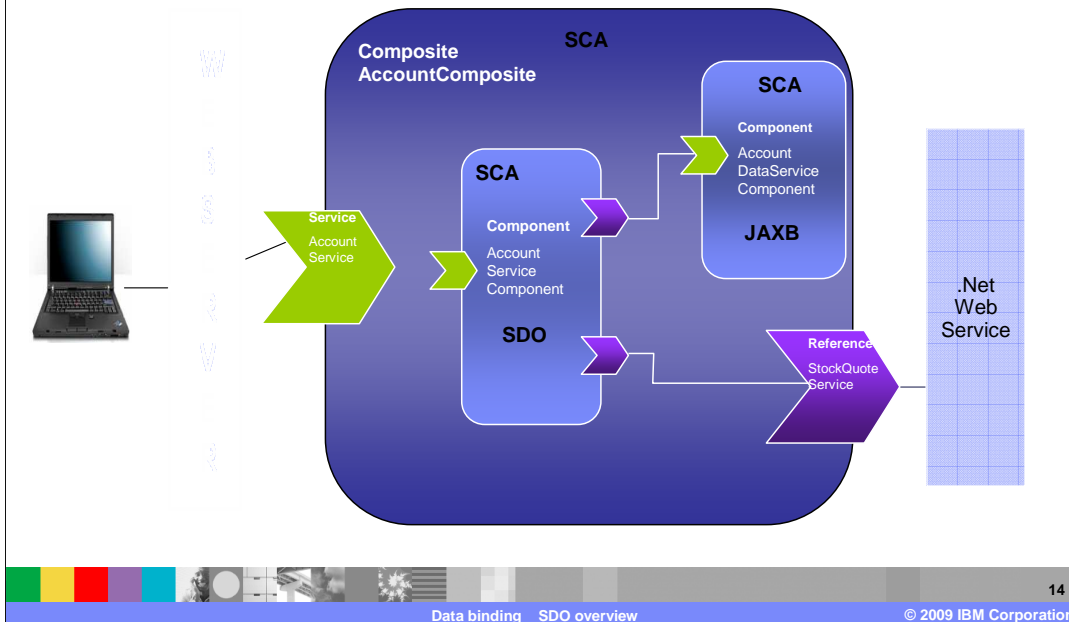 SCA
Composite
AccountComposite
SCA
Component
Account
DataService
Component
JAXB
SCA
Component
Account
Service
Component
SDO
Service
Account
Service
Reference
StockQuote
Service
.Net
Web
Service
14
Data binding SDO overview
© 2009 IBM Corporation